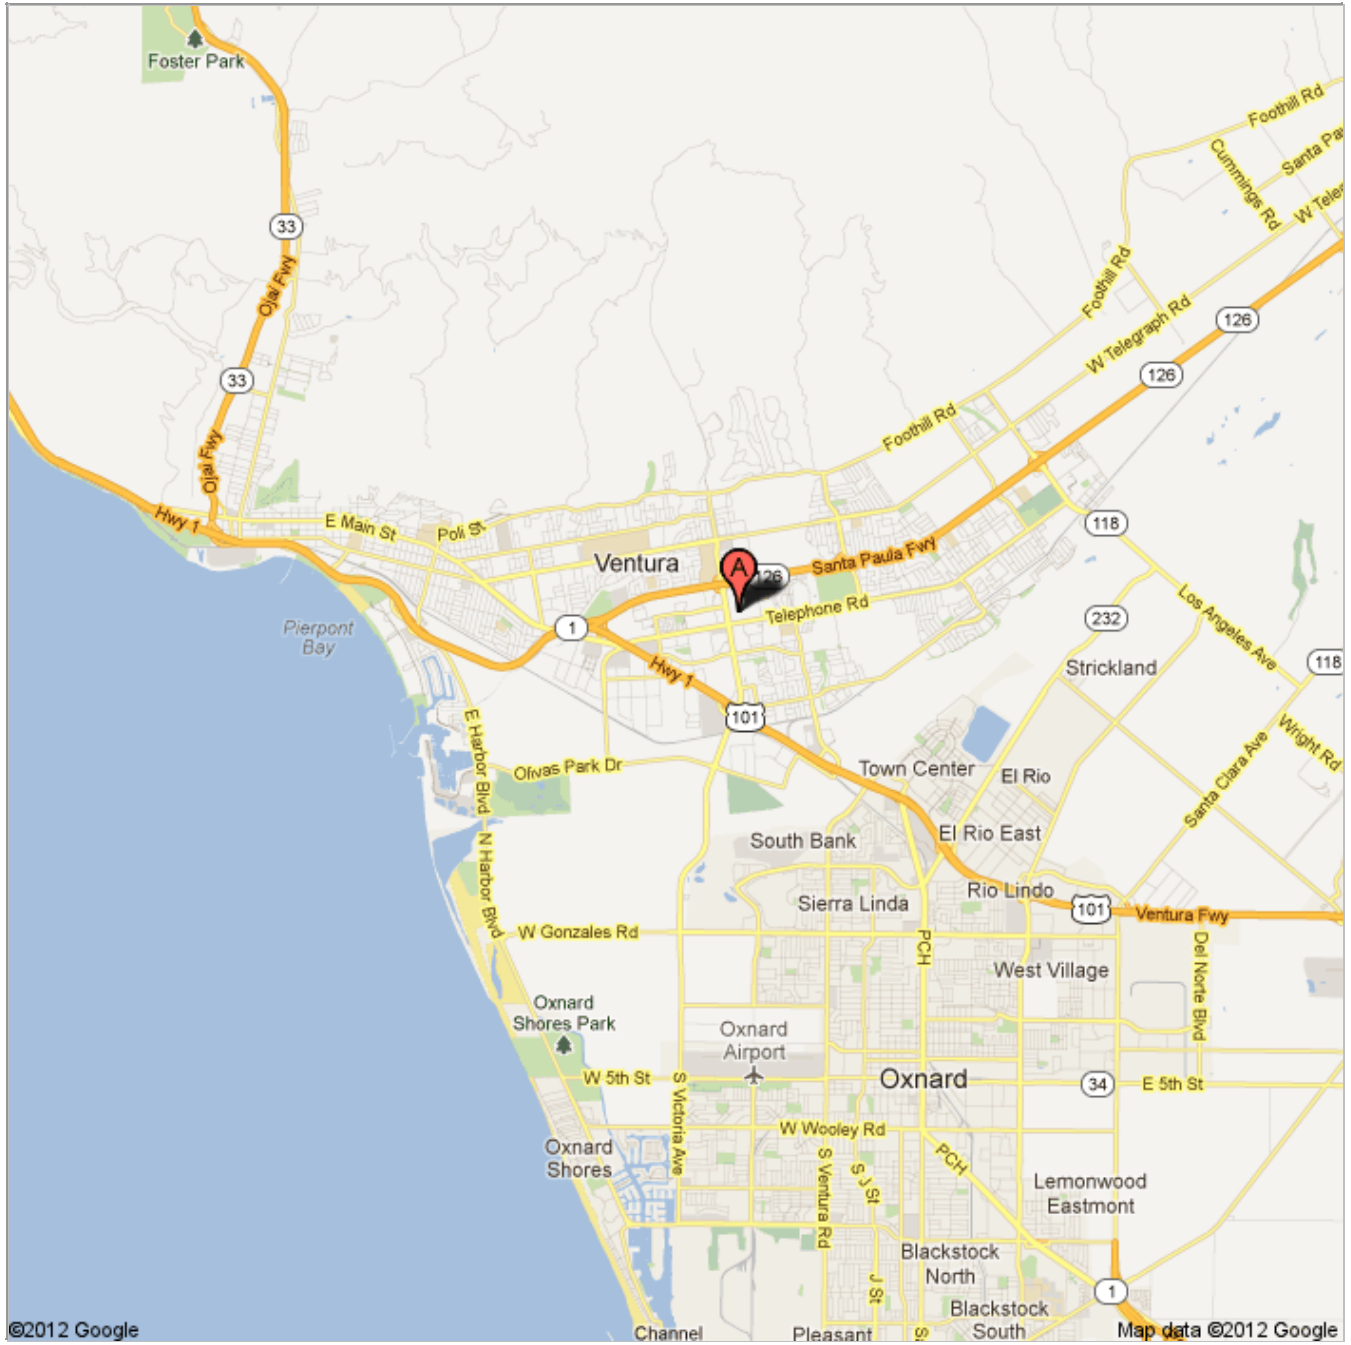 Foster Park
Foothill Rd
Santa Pa
Cummings Rd
W Tele
33
Ojai Fwy
Foothill Rd
126
W Telegraph Rd
33
126
Foothill Rd
Ojai Fwy
Hwy 1
E Main St
Poli St
118
Ventura
A
126
Santa Paula Fwy
Telephone Rd
Los Angeles Ave
232
1
Pierpont
Bay
Hwy 1
Strickland
118
101
E Harbor Blvd
Wright Rd
Santa Clara Ave
Olivas Park Dr
Town Center
El Rio
El Rio East
South Bank
N Harbor Blvd
Rio Lindo
Sierra Linda
101
Ventura Fwy
W Gonzales Rd
PCH
Del Norte Blvd
West Village
Oxnard
Shores Park
Oxnard
Airport
W 5th St
Oxnard
34
E 5th St
S Victoria Ave
W Wooley Rd
Oxnard
Shores
S Ventura Rd
S J St
PCH
Lemonwood
Eastmont
Blackstock
North
J St
1
Blackstock
South
©2012 Google
Channel
Pleasant
Map data ©2012 Google